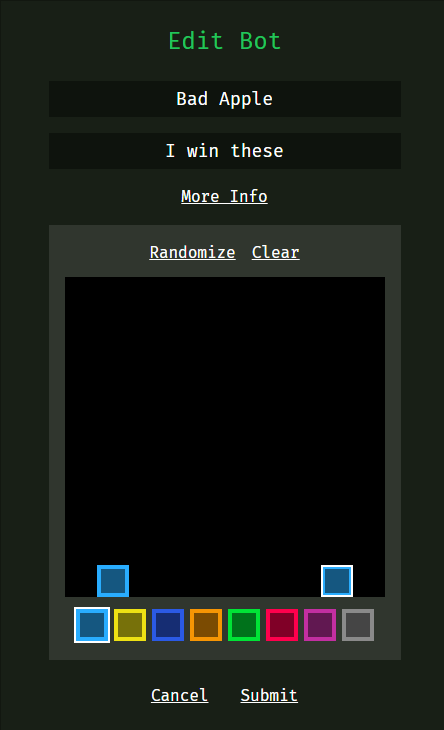 Edit Bot
Bad Apple
I win these
More Info
Randomize Clear
Cancel Submit